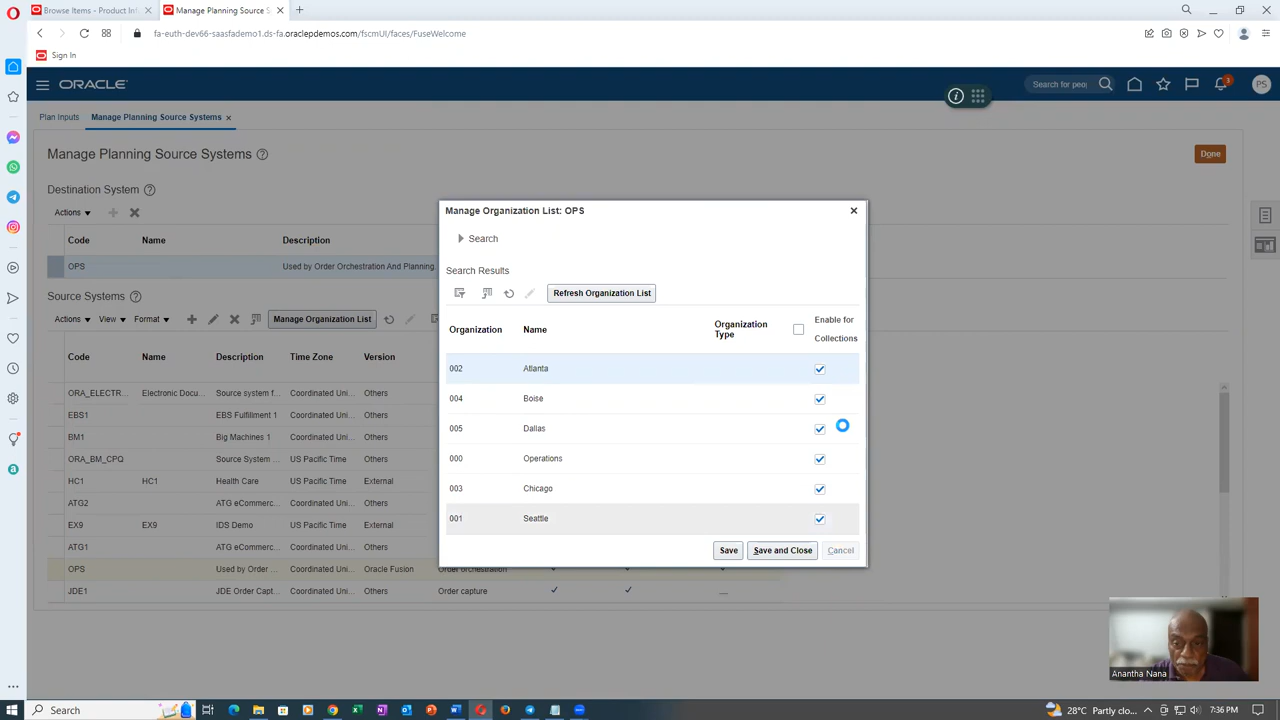 Browse Items - Product Inf
Manage Planning Source S
fa-euth-dev66-saasfademo1.ds-fa.oraclepdemos.com/fscmUI/faces/FuseWelcome
Sign In
ORACLE
Search for peo
3
PS
Plan Inputs
Manage Planning Source Systems
Manage Planning Source Systems
Done
Destination System
Actions
Code Name Description
OPS Used by Order Orchestration And Planning.
Source Systems
Actions View Format Manage Organization List
Code Name Description Time Zone Version
ORA_ELECTR... Electronic Docu... Source system f... Coordinated Uni... Others
EBS1 EBS Fulfillment 1 Coordinated Uni... Others
BM1 Big Machines 1 Coordinated Uni... Others
ORA_BM_CPQ Source System ... US Pacific Time Others
HC1 HC1 Health Care US Pacific Time External
ATG2 ATG eCommerc... Coordinated Uni... Others
EX9 EX9 IDS Demo US Pacific Time External
ATG1 ATG eCommerc... Coordinated Uni... Others
OPS Used by Order ... Coordinated Uni... Oracle Fusion Order orchestration
JDE1 JDE Order Capt... Coordinated Uni... Others Order capture
Manage Organization List: OPS
Search
Search Results
Refresh Organization List
Organization Name Organization Type Enable for Collections
002 Atlanta
004 Boise
005 Dallas
000 Operations
003 Chicago
001 Seattle
Save Save and Close Cancel
Anantha Nana
Search
28°C Partly clo...
7:36 PM